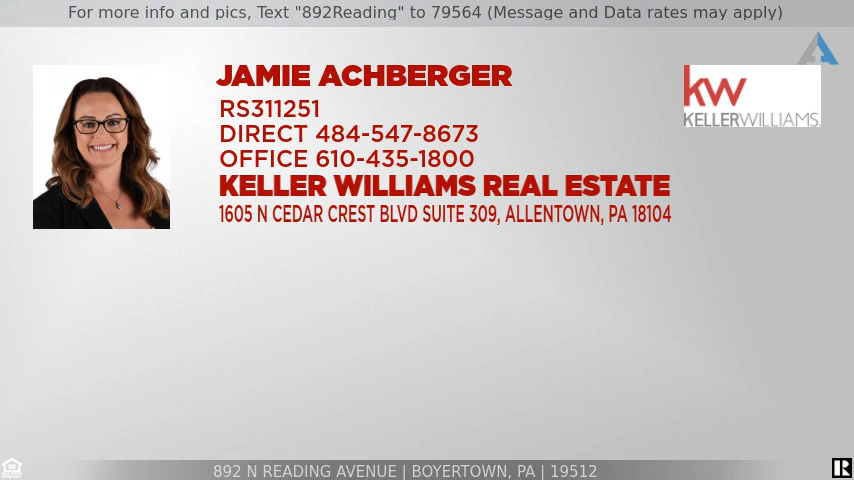 For more info and pics, Text "892Reading" to 79564 (Message and Data rates may apply)
JAMIE ACHBERGER
RS311251
DIRECT 484-547-8673
OFFICE 610-435-1800
KELLER WILLIAMS REAL ESTATE
1605 N CEDAR CREST BLVD SUITE 309, ALLENTOWN, PA 18104
kw
KELLERWILLIAMS.
892 N READING AVENUE | BOYERTOWN, PA | 19512